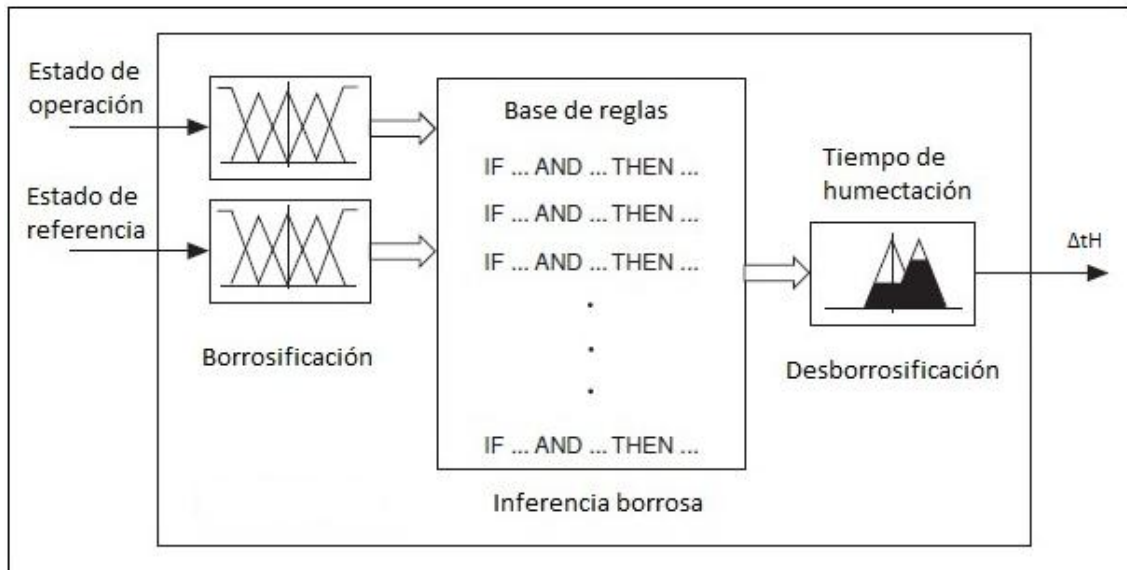 Estado de
operación
Estado de
referencia
Borrosificación
Base de reglas
IF ... AND ... THEN ...
IF ... AND ... THEN ...
IF ... AND ... THEN ...
.
.
.
IF ... AND ... THEN ...
Inferencia borrosa
Tiempo de
humectación
Desborrosificación
ΔtH